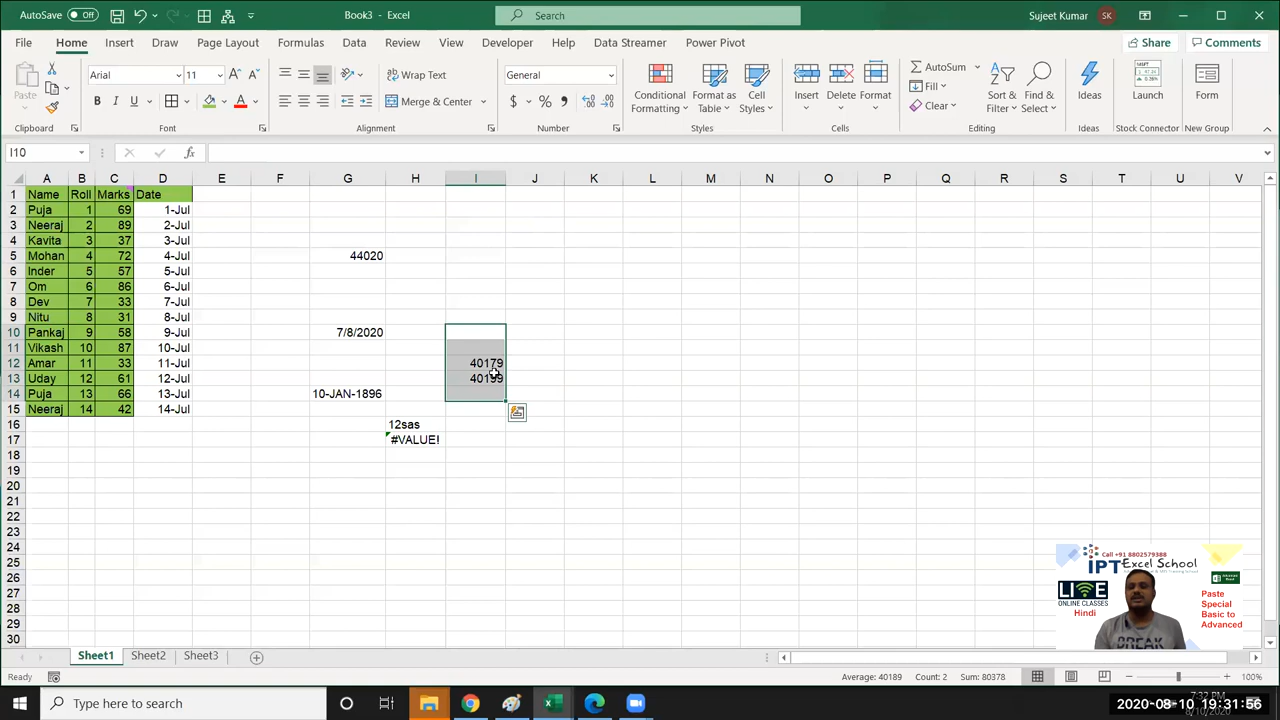 AutoSave Off Book3 - Excel Search Sujeet Kumar SK
File Home Insert Draw Page Layout Formulas Data Review View Developer Help Data Streamer Power Pivot Share Comments
Paste Arial 11 Wrap Text General Conditional Formatting Format as Table Cell Styles Insert Delete Format AutoSum Sort & Filter Find & Select Ideas Launch Form
B I U A Merge & Center $ % Fill Clear
Clipboard Font Alignment Number Styles Cells Editing Ideas Stock Connector New Group
I10 fx
A B C D E F G H I J K L M N O P Q R S T U V
1 Name Roll Marks Date
2 Puja 1 69 1-Jul
3 Neeraj 2 89 2-Jul
4 Kavita 3 37 3-Jul
5 Mohan 4 72 4-Jul 44020
6 Inder 5 57 5-Jul
7 Om 6 86 6-Jul
8 Dev 7 33 7-Jul
9 Nitu 8 31 8-Jul
10 Pankaj 9 58 9-Jul 7/8/2020
11 Vikash 10 87 10-Jul
12 Amar 11 33 11-Jul 40179
13 Uday 12 61 12-Jul 40199
14 Puja 13 66 13-Jul 10-JAN-1896
15 Neeraj 14 42 14-Jul
16 12sas
17 #VALUE!
18
19
20
21
22
23
24
25
26
27
28
29
30
Call +91 8802579388
IPT Excel School
LIVE
ONLINE CLASSES
Hindi
Paste
Special
Basic to
Advanced
BREAK
Sheet1 Sheet2 Sheet3
Ready Average: 40189 Count: 2 Sum: 80378 100%
Type here to search
7:32 PM
8/10/2020
2020-08-10 19:31:56